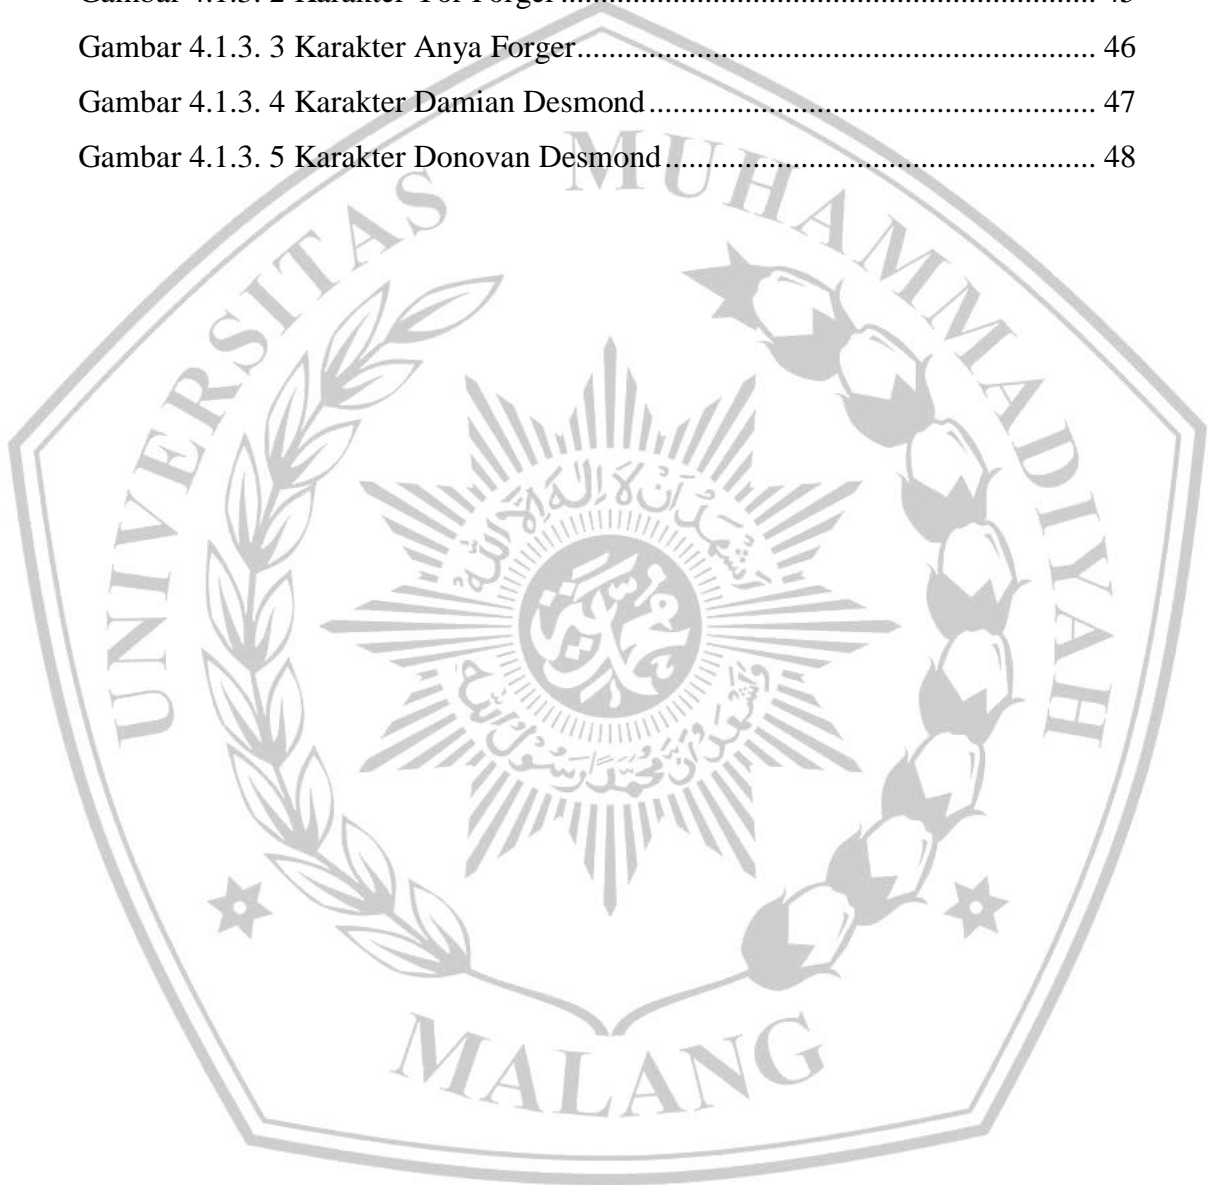 Gambar 4.1.3. 3 Karakter Anya Forger.......................................................... 46
Gambar 4.1.3. 4 Karakter Damian Desmond.................................................. 47
Gambar 4.1.3. 5 Karakter Donovan Desmond................................................ 48
UNIVERSITAS MUHAMMADIYAH
MALANG